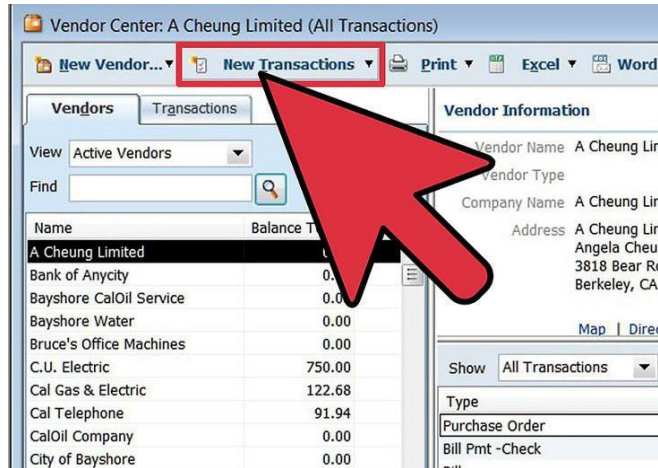 Vendor Center: A Cheung Limited (All Transactions)
New Vendor... New Transactions Print Excel Word
Vendors Transactions
View Active Vendors
Find
Name Balance
A Cheung Limited
Bank of Anycity
Bayshore CalOil Service
Bayshore Water 0.00
Bruce's Office Machines 0.00
C.U. Electric 750.00
Cal Gas & Electric 122.68
Cal Telephone 91.94
CalOil Company 0.00
City of Bayshore 0.00
Vendor Information
Vendor Name A Cheung
Vendor Type
Company Name A Cheung
Address A Cheung
Angela
3818 Bear
Berkeley, CA
Map
Show All Transactions
Type
Purchase Order
Bill Pmt -Check